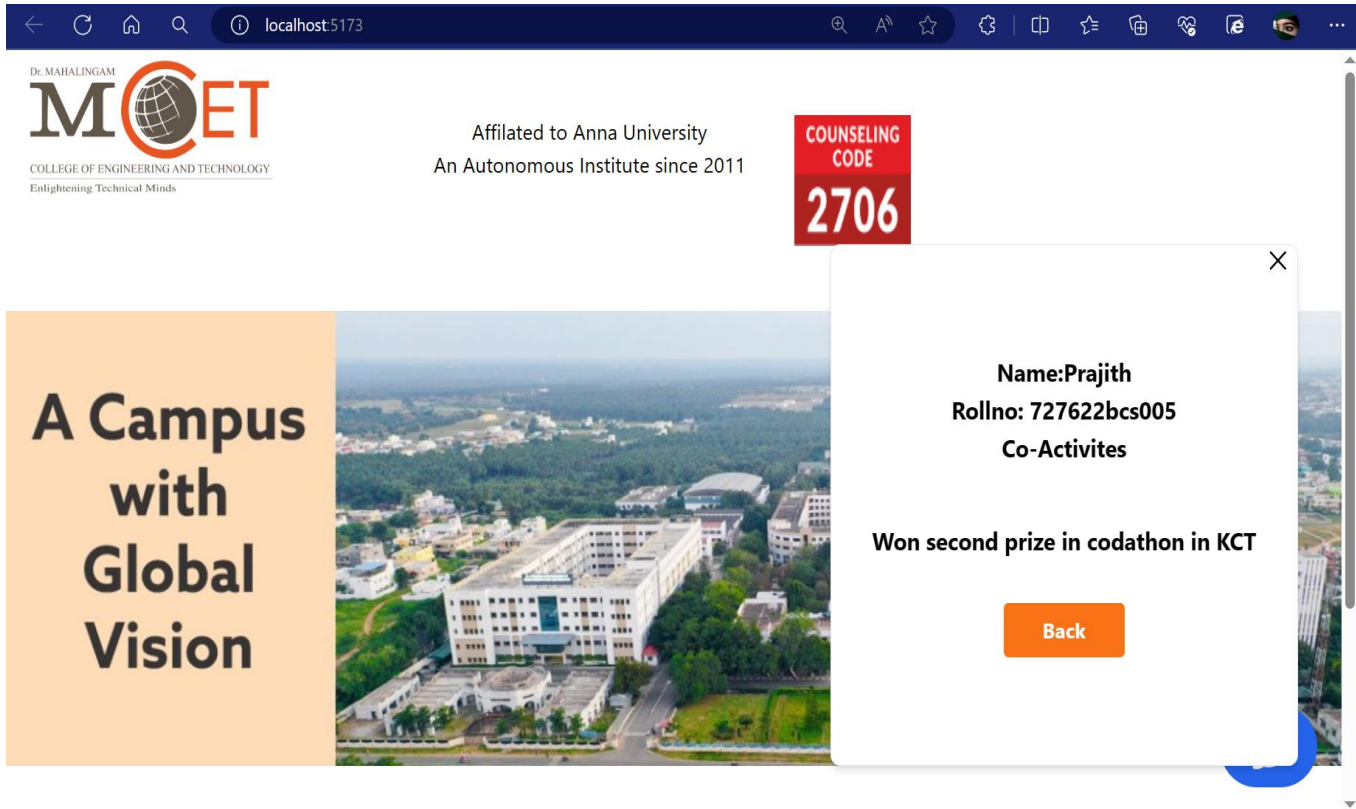 localhost:5173
Dr. MAHALINGAM
MCET
COLLEGE OF ENGINEERING AND TECHNOLOGY
Enlightening Technical Minds
Affilated to Anna University
An Autonomous Institute since 2011
COUNSELING
CODE
2706
A Campus
with
Global
Vision
Name:Prajith
Rollno: 727622bcs005
Co-Activites
Won second prize in codathon in KCT
Back